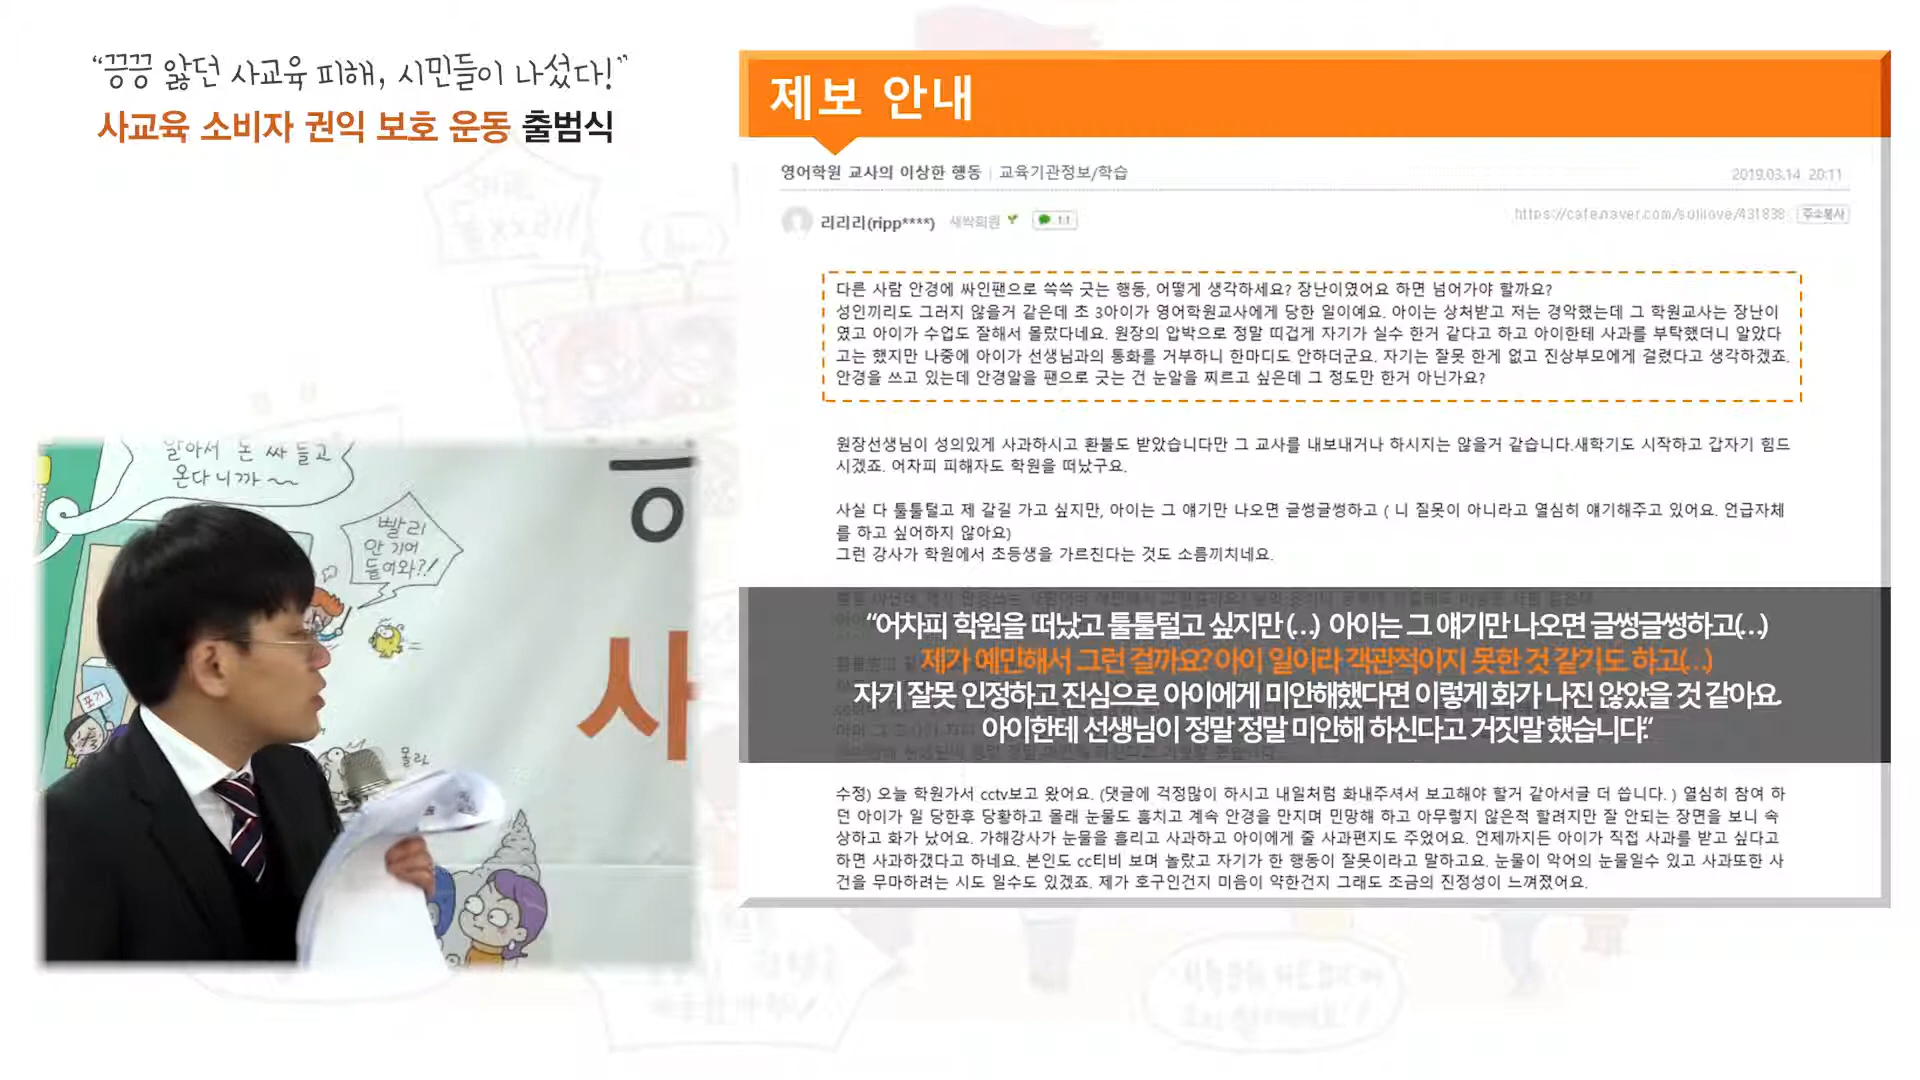 “끙끙 앓던 사교육 피해, 시민들이 나섰다!”
사교육 소비자 권익 보호 운동 출범식
제보 안내
영어학원 교사의 이상한 행동 | 교육기관정보/학습
2019.03.14 20:11
리리리(ripp****) 새싹회원 1:1
주소복사
다른 사람 안경에 싸인팬으로 쓱쓱 긋는 행동, 어떻게 생각하세요? 장난이였어요 하면 넘어가야 할까요?
성인끼리도 그러지 않을거 같은데 초 3아이가 영어학원교사에게 당한 일이예요. 아이는 상처받고 저는 경악했는데 그 학원교사는 장난이
였고 아이가 수업도 잘해서 몰랐다네요. 원장의 압박으로 정말 띠겁게 자기가 실수 한거 같다고 하고 아이한테 사과를 부탁했더니 알았다
고는 했지만 나중에 아이가 선생님과의 통화를 거부하니 한마디도 안하더군요. 자기는 잘못 한게 없고 진상부모에게 걸렸다고 생각하겠죠.
안경을 쓰고 있는데 안경알을 팬으로 긋는 건 눈알을 찌르고 싶은데 그 정도만 한거 아닌가요?
원장선생님이 성의있게 사과하시고 환불도 받았습니다만 그 교사를 내보내거나 하시지는 않을거 같습니다.새학기도 시작하고 갑자기 힘드
시겠죠. 어차피 피해자도 학원을 떠났구요.
사실 다 툴툴털고 제 갈길 가고 싶지만, 아이는 그 얘기만 나오면 글썽글썽하고 ( 니 잘못이 아니라고 열심히 얘기해주고 있어요. 언급자체
를 하고 싶어하지 않아요)
그런 강사가 학원에서 초등생을 가르친다는 것도 소름끼치네요.
“어차피 학원을 떠났고 툴툴털고 싶지만 (...) 아이는 그 얘기만 나오면 글썽글썽하고(...)
제가 예민해서 그런 걸까요? 아이 일이라 객관적이지 못한 것 같기도 하고(...)
자기 잘못 인정하고 진심으로 아이에게 미안해했다면 이렇게 화가 나진 않았을 것 같아요.
아이한테 선생님이 정말 정말 미안해 하신다고 거짓말 했습니다“
수정) 오늘 학원가서 cctv보고 왔어요. (댓글에 걱정많이 하시고 내일처럼 화내주셔서 보고해야 할거 같아서글 더 씁니다. ) 열심히 참여 하
던 아이가 일 당한후 당황하고 몰래 눈물도 훔치고 계속 안경을 만지며 민망해 하고 아무렇지 않은척 할려지만 잘 안되는 장면을 보니 속
상하고 화가 났어요. 가해강사가 눈물을 흘리고 사과하고 아이에게 줄 사과편지도 주었어요. 언제까지든 아이가 직접 사과를 받고 싶다고
하면 사과하겠다고 하네요. 본인도 cc티비 보며 놀랐고 자기가 한 행동이 잘못이라고 말하고요. 눈물이 악어의 눈물일수 있고 사과또한 사
건을 무마하려는 시도 일수도 있겠죠. 제가 호구인건지 미음이 약한건지 그래도 조금의 진정성이 느껴졌어요.
알아서 돈 싸 들고
온다니까~
빨리
안 기어
들어와?!
포기
몰라
사